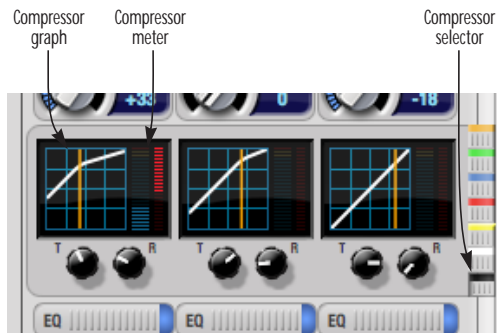 Compressor
graph
Compressor
meter
Compressor
selector
+33
0
-18
T R T R T R
EQ EQ EQ